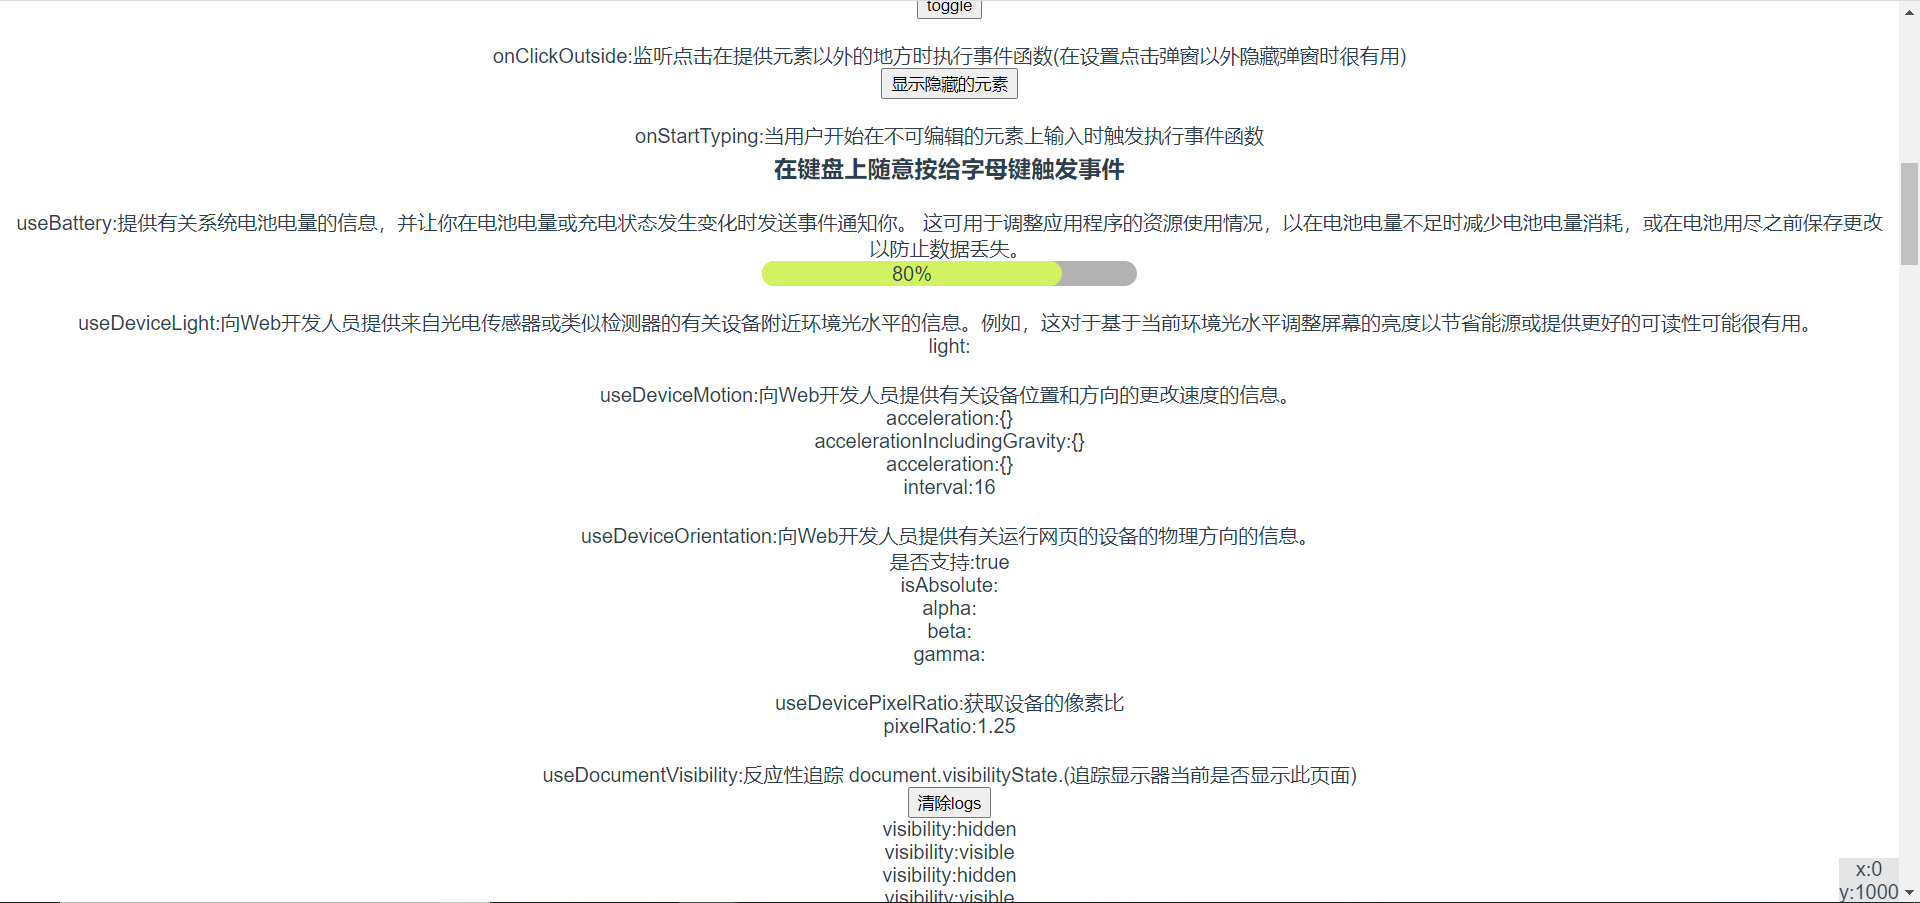 toggle
onClickOutside:监听点击在提供元素以外的地方时执行事件函数(在设置点击弹窗以外隐藏弹窗时很有用)
显示隐藏的元素
onStartTyping:当用户开始在不可编辑的元素上输入时触发执行事件函数
在键盘上随意按给字母键触发事件
useBattery:提供有关系统电池电量的信息，并让你在电池电量或充电状态发生变化时发送事件通知你。 这可用于调整应用程序的资源使用情况，以在电池电量不足时减少电池电量消耗，或在电池用尽之前保存更改
以防止数据丢失。
80%
useDeviceLight:向Web开发人员提供来自光电传感器或类似检测器的有关设备附近环境光水平的信息。例如，这对于基于当前环境光水平调整屏幕的亮度以节省能源或提供更好的可读性可能很有用。
light:
useDeviceMotion:向Web开发人员提供有关设备位置和方向的更改速度的信息。
acceleration:{}
accelerationIncludingGravity:{}
acceleration:{}
interval:16
useDeviceOrientation:向Web开发人员提供有关运行网页的设备的物理方向的信息。
是否支持:true
isAbsolute:
alpha:
beta:
gamma:
useDevicePixelRatio:获取设备的像素比
pixelRatio:1.25
useDocumentVisibility:反应性追踪 document.visibilityState.(追踪显示器当前是否显示此页面)
清除logs
visibility:hidden
visibility:visible
visibility:hidden
visibility:visible
x:0
y:1000